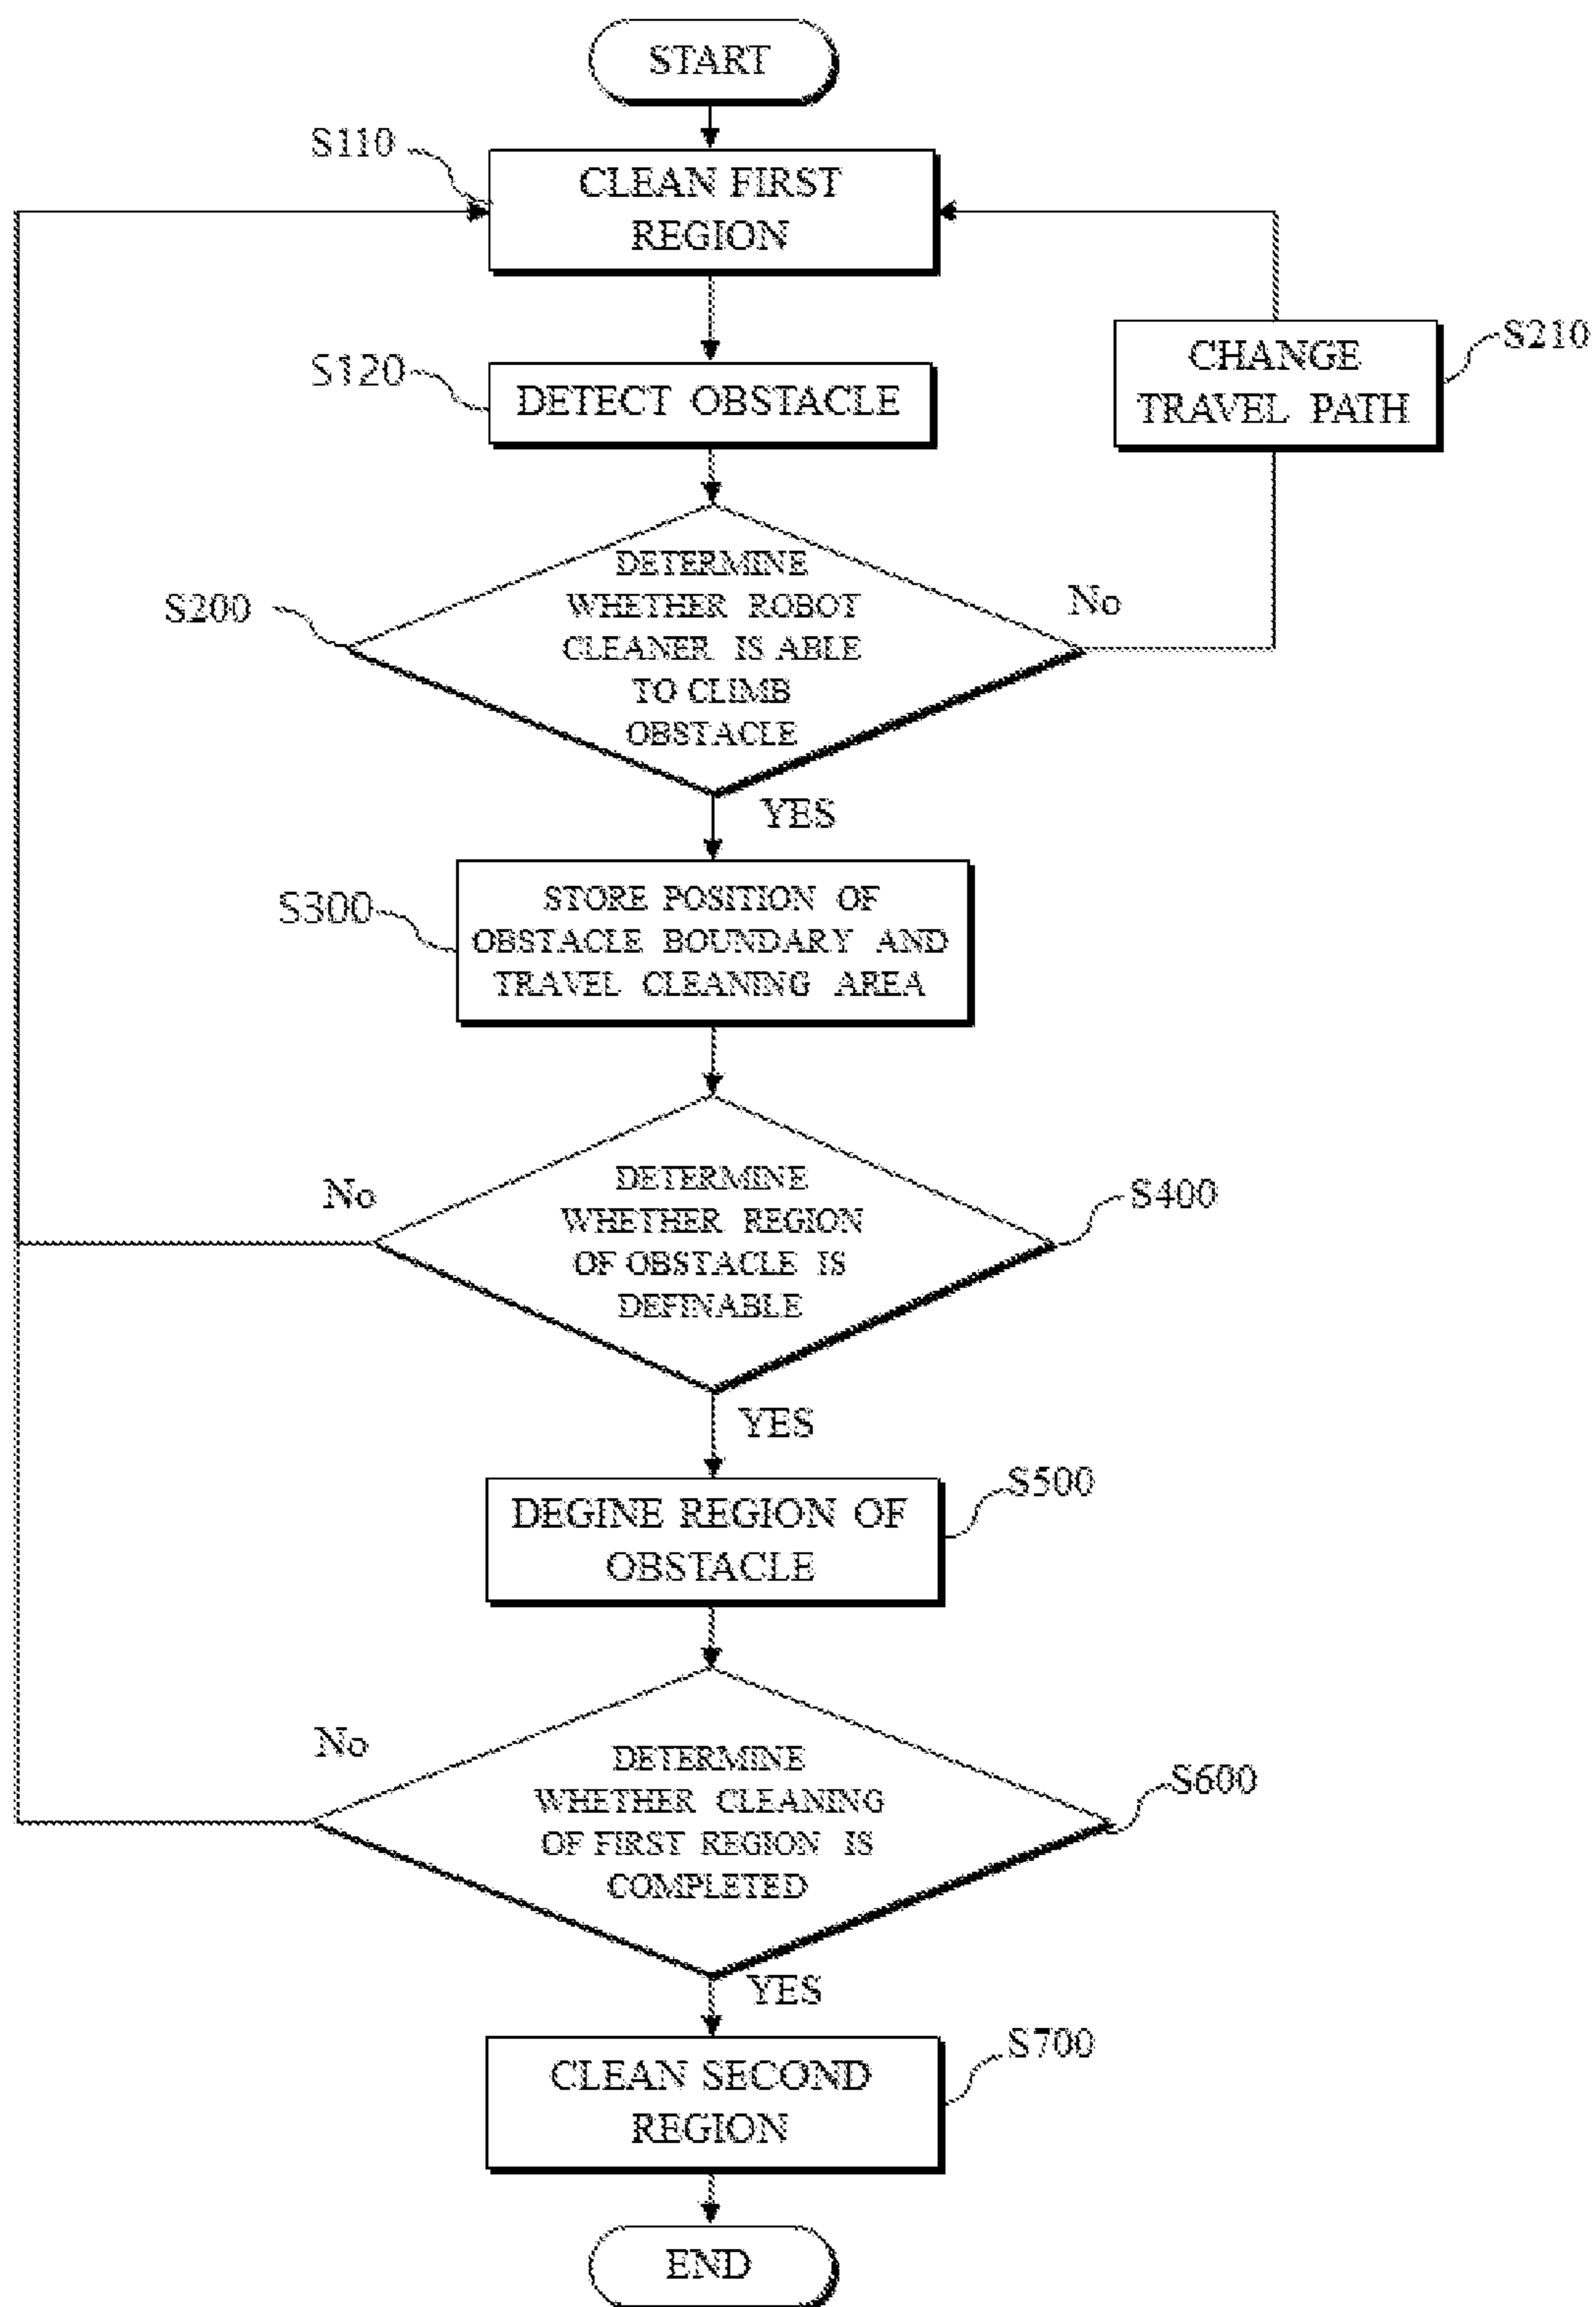 START
S110
CLEAN FIRST
REGION
S120
DETECT OBSTACLE
CHANGE
TRAVEL PATH
S210
S200
DETERMINE
WHETHER ROBOT
CLEANER IS ABLE
TO CLIMB
OBSTACLE
No
YES
S300
STORE POSITION OF
OBSTACLE BOUNDARY AND
TRAVEL CLEANING AREA
No
DETERMINE
WHETHER REGION
OF OBSTACLE IS
DEFINABLE
S400
YES
DEGINE REGION OF
OBSTACLE
S500
No
DETERMINE
WHETHER CLEANING
OF FIRST REGION IS
COMPLETED
S600
YES
CLEAN SECOND
REGION
S700
END